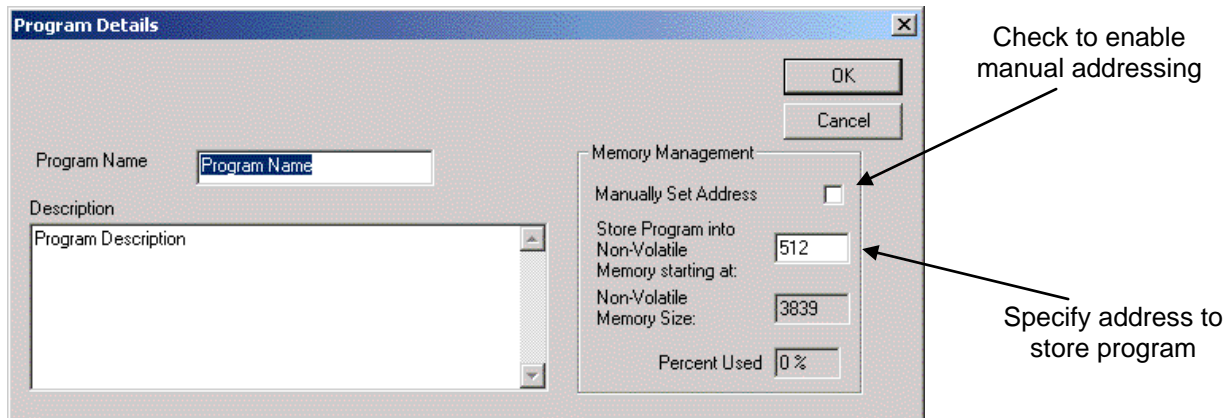 Program Details
OK
Cancel
Program Name
Program Name
Description
Program Description
Memory Management
Manually Set Address
Store Program into
Non-Volatile
Memory starting at:
512
Non-Volatile
Memory Size:
3839
Percent Used
0 %
Check to enable
manual addressing
Specify address to
store program